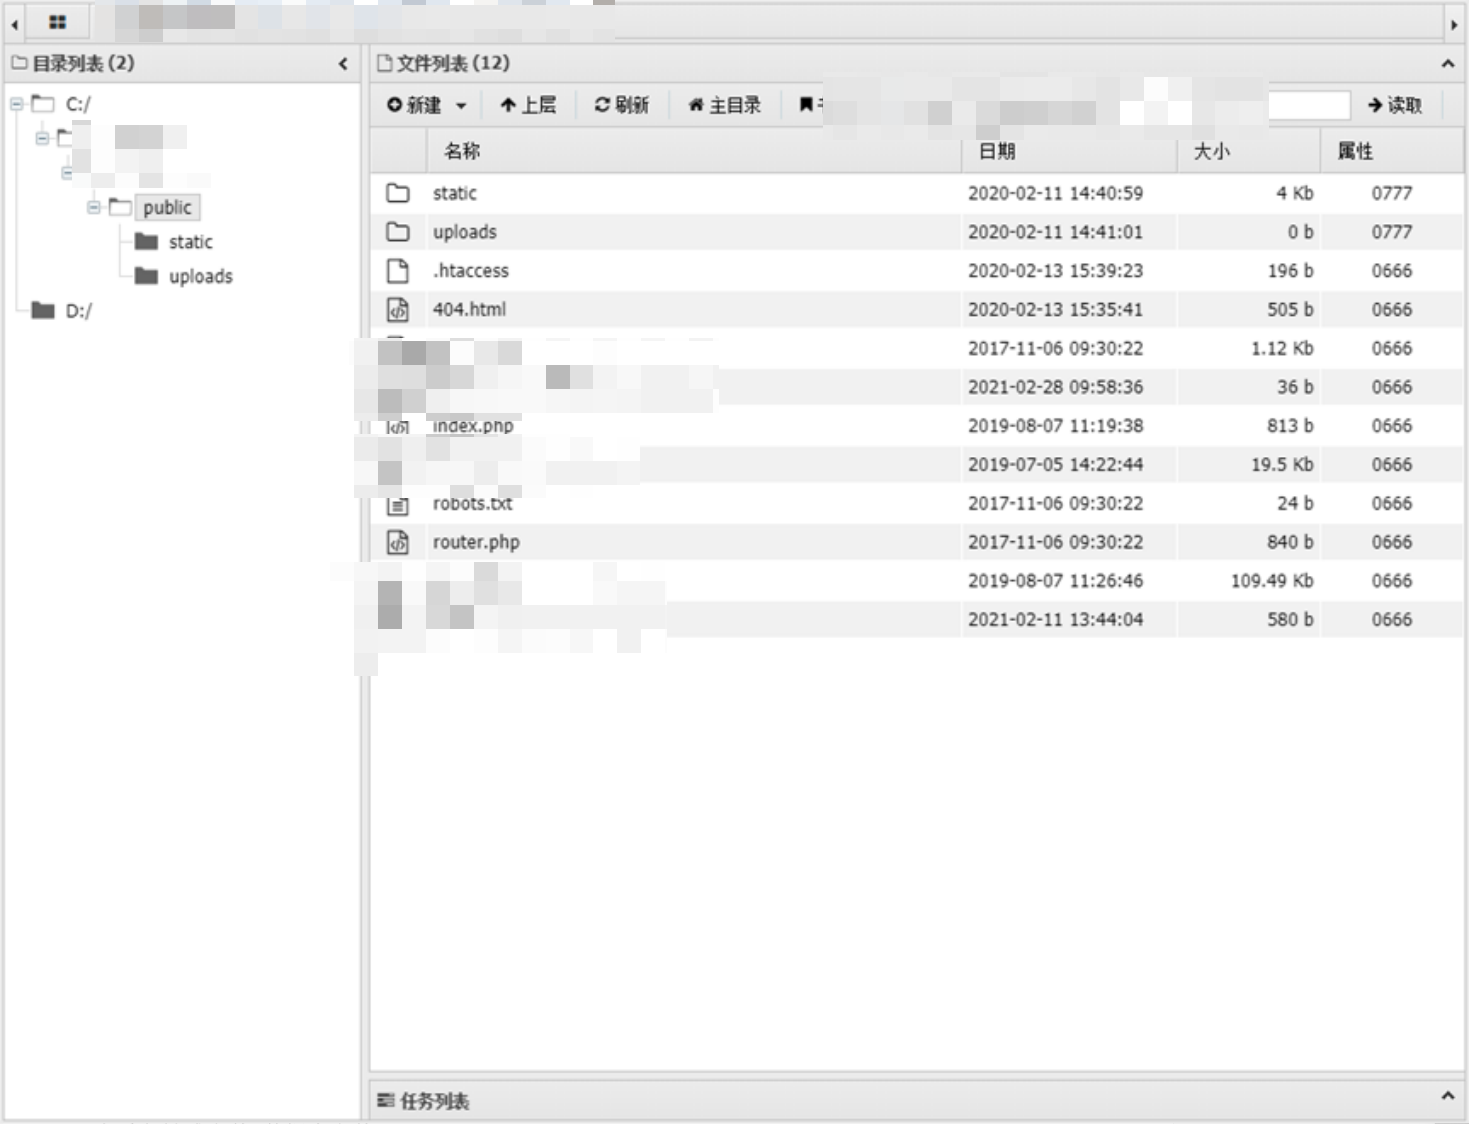 目录列表 (2)
文件列表 (12)
新建
上层
刷新
主目录
读取
C:/
public
static
uploads
D:/
名称 日期 大小 属性
static 2020-02-11 14:40:59 4 Kb 0777
uploads 2020-02-11 14:41:01 0 b 0777
.htaccess 2020-02-13 15:39:23 196 b 0666
404.html 2020-02-13 15:35:41 505 b 0666
2017-11-06 09:30:22 1.12 Kb 0666
2021-02-28 09:58:36 36 b 0666
index.php 2019-08-07 11:19:38 813 b 0666
2019-07-05 14:22:44 19.5 Kb 0666
robots.txt 2017-11-06 09:30:22 24 b 0666
router.php 2017-11-06 09:30:22 840 b 0666
2019-08-07 11:26:46 109.49 Kb 0666
2021-02-11 13:44:04 580 b 0666
任务列表